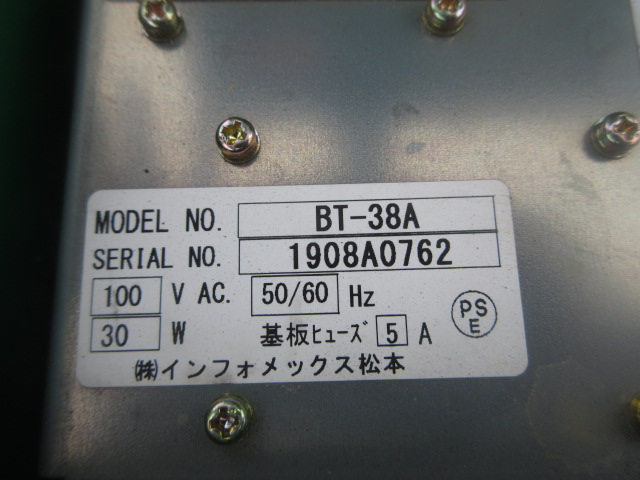 MODEL NO. BT-38A
SERIAL NO. 1908A0762
100 V AC. 50/60 Hz
30 W 基板ヒューズ 5 A
PS
E
㈱インフォメックス松本